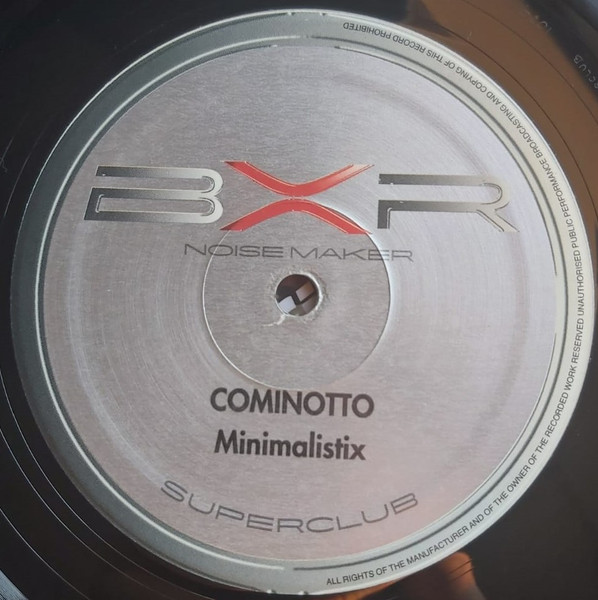 BXR
NOISE MAKER
COMINOTTO
Minimalistix
SUPERCLUB
ALL RIGHTS OF THE MANUFACTURER AND OF THE OWNER OF THE RECORDED WORK RESERVED UNAUTHORISED PUBLIC PERFORMANCE BROADCASTING AND COPYING OF THIS RECORD PROHIBITED